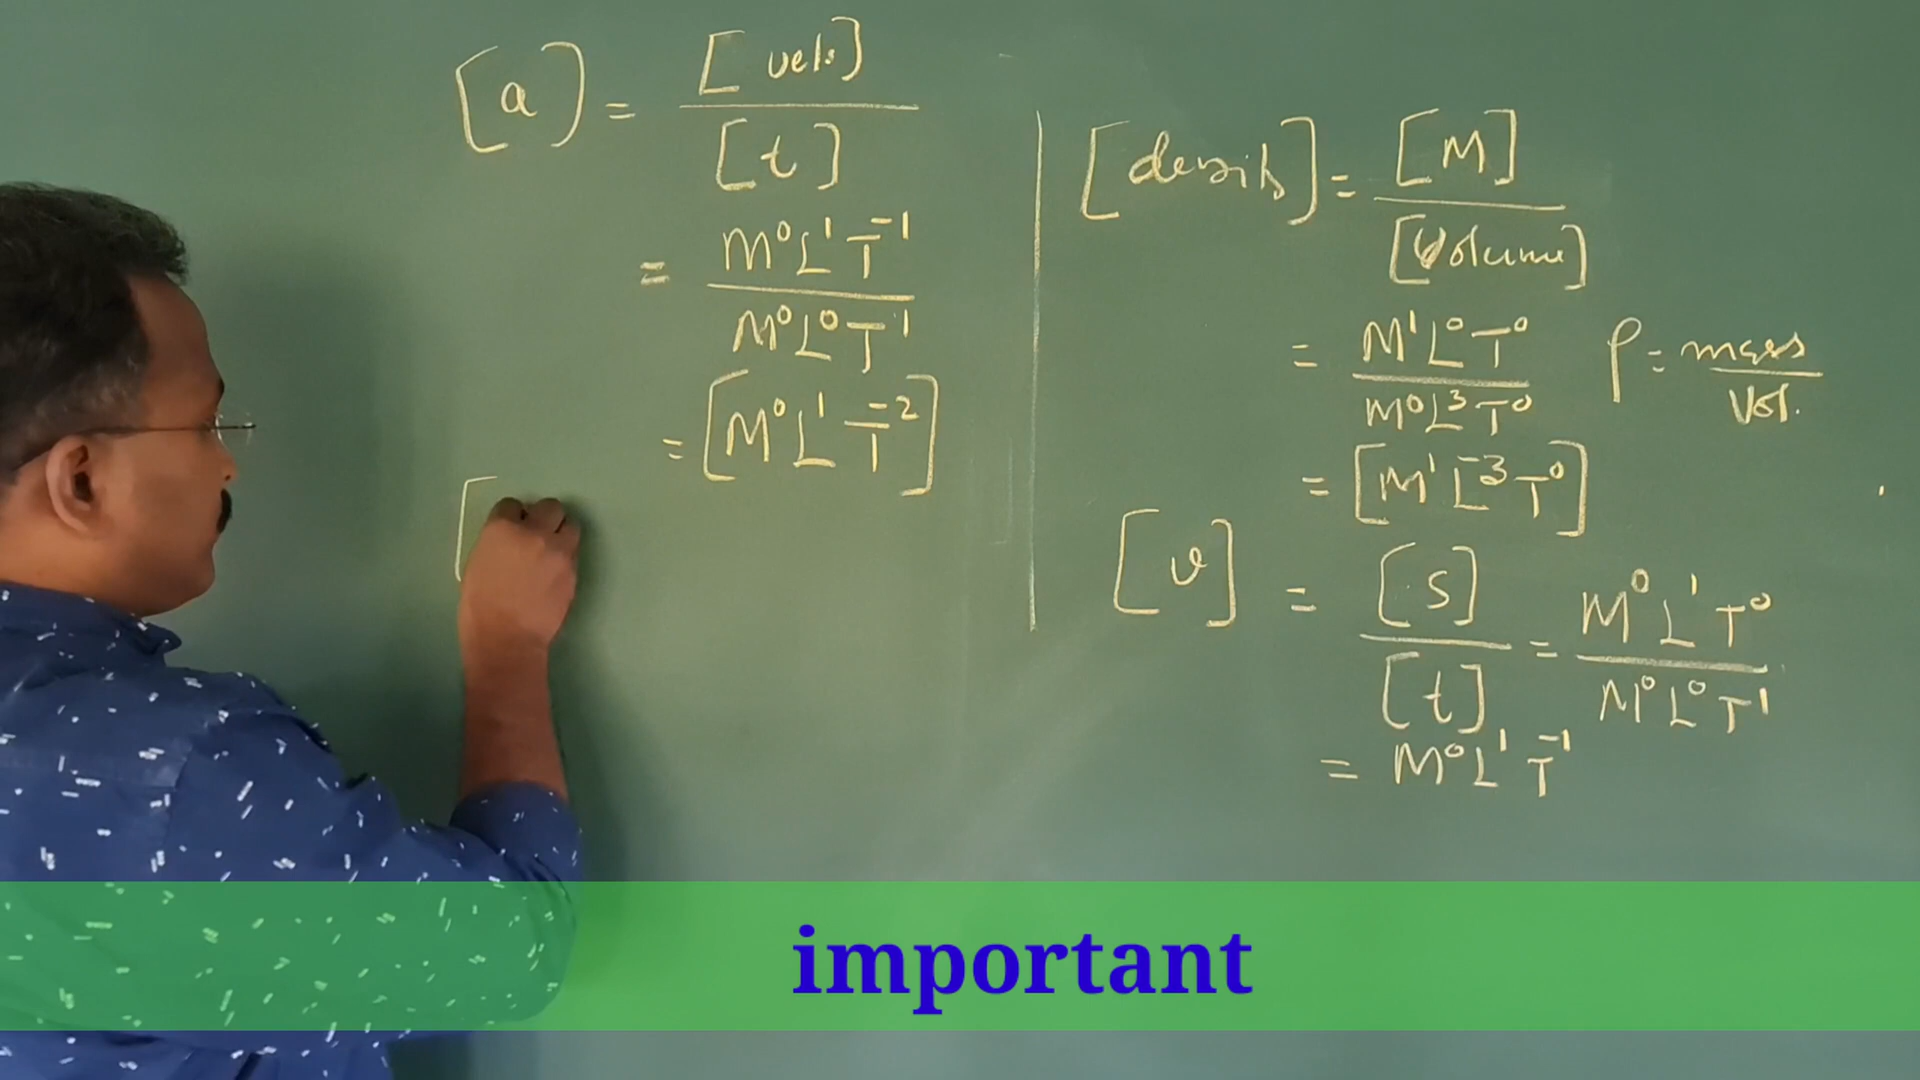 [a] = [vel.]
[t]
= M⁰L¹T⁻¹
M⁰L⁰T¹
= [M⁰L¹T⁻²]
[
[density] = [M]
[Volume]
= M¹L⁰T⁰
M⁰L³T⁰
ρ = mass
Vol.
= [M¹L⁻³T⁰]
[v] = [s] = M⁰L¹T⁰
[t] M⁰L⁰T¹
= M⁰L¹T⁻¹
important